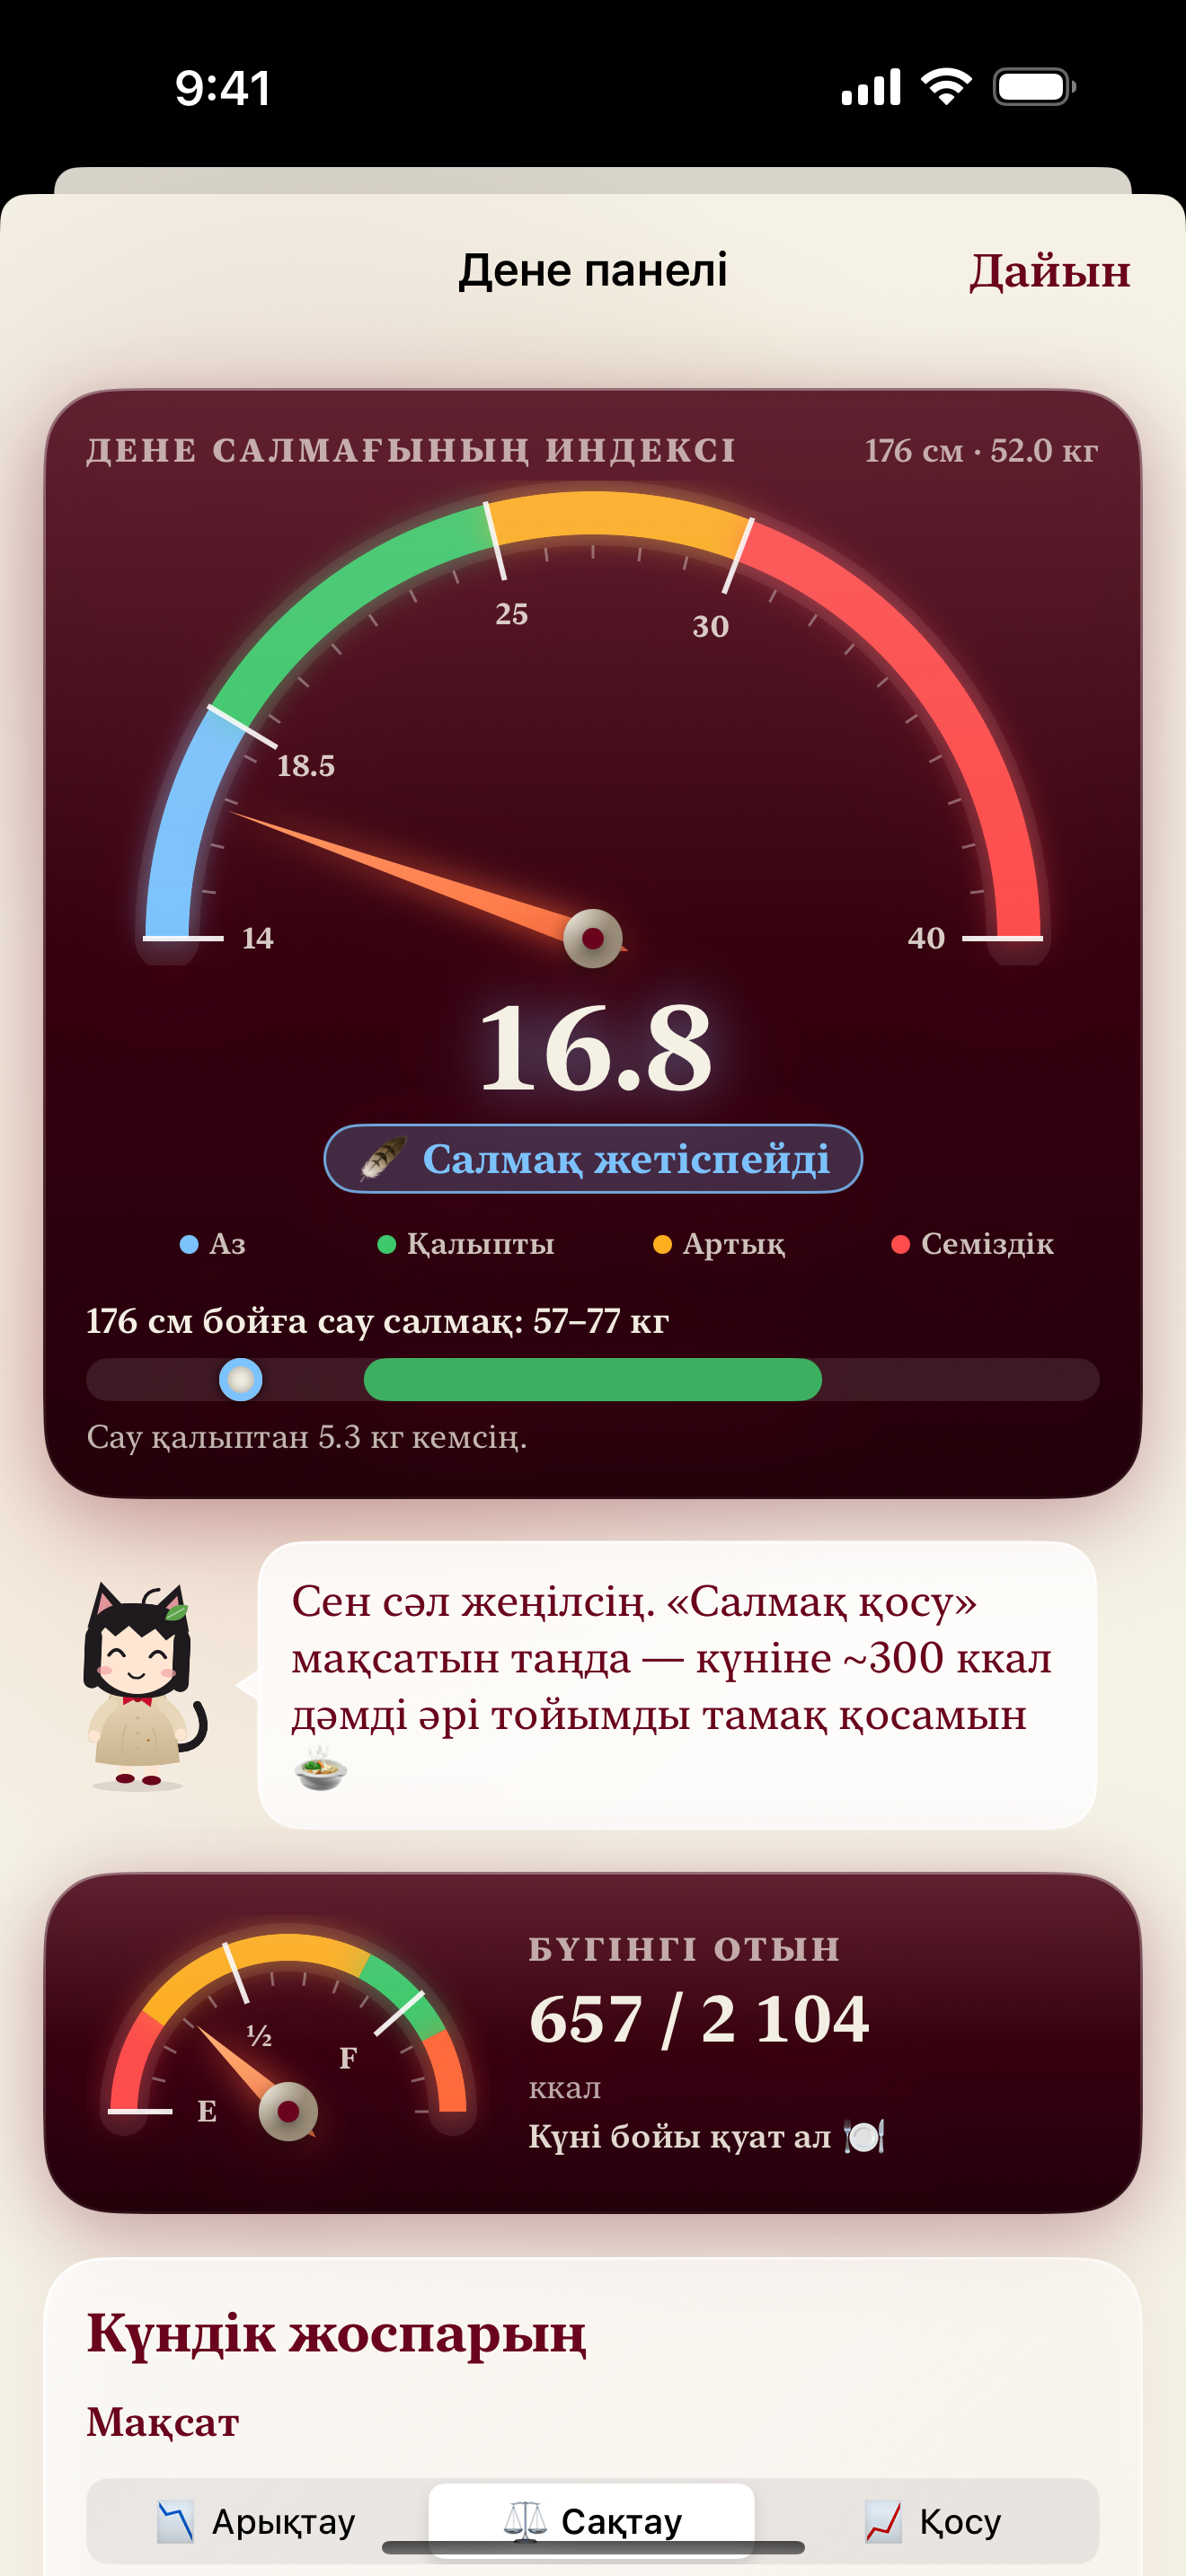 9:41
Дене панелі
Дайын
ДЕНЕ САЛМАҒЫНЫҢ ИНДЕКСІ
176 см · 52.0 кг
25
30
18.5
14
40
16.8
Салмақ жетіспейді
Аз
Қалыпты
Артық
Семіздік
176 см бойға сау салмақ: 57–77 кг
Сау қалыптан 5.3 кг кемсің.
Сен сәл жеңілсің. «Салмақ қосу»
мақсатын таңда — күніне ~300 ккал
дәмді әрі тойымды тамақ қосамын
🍲
½
F
E
БҮГІНГІ ОТЫН
657 / 2 104
ккал
Күні бойы қуат ал 🍽️
Күндік жоспарың
Мақсат
📉 Арықтау
⚖️ Сақтау
📈 Қосу